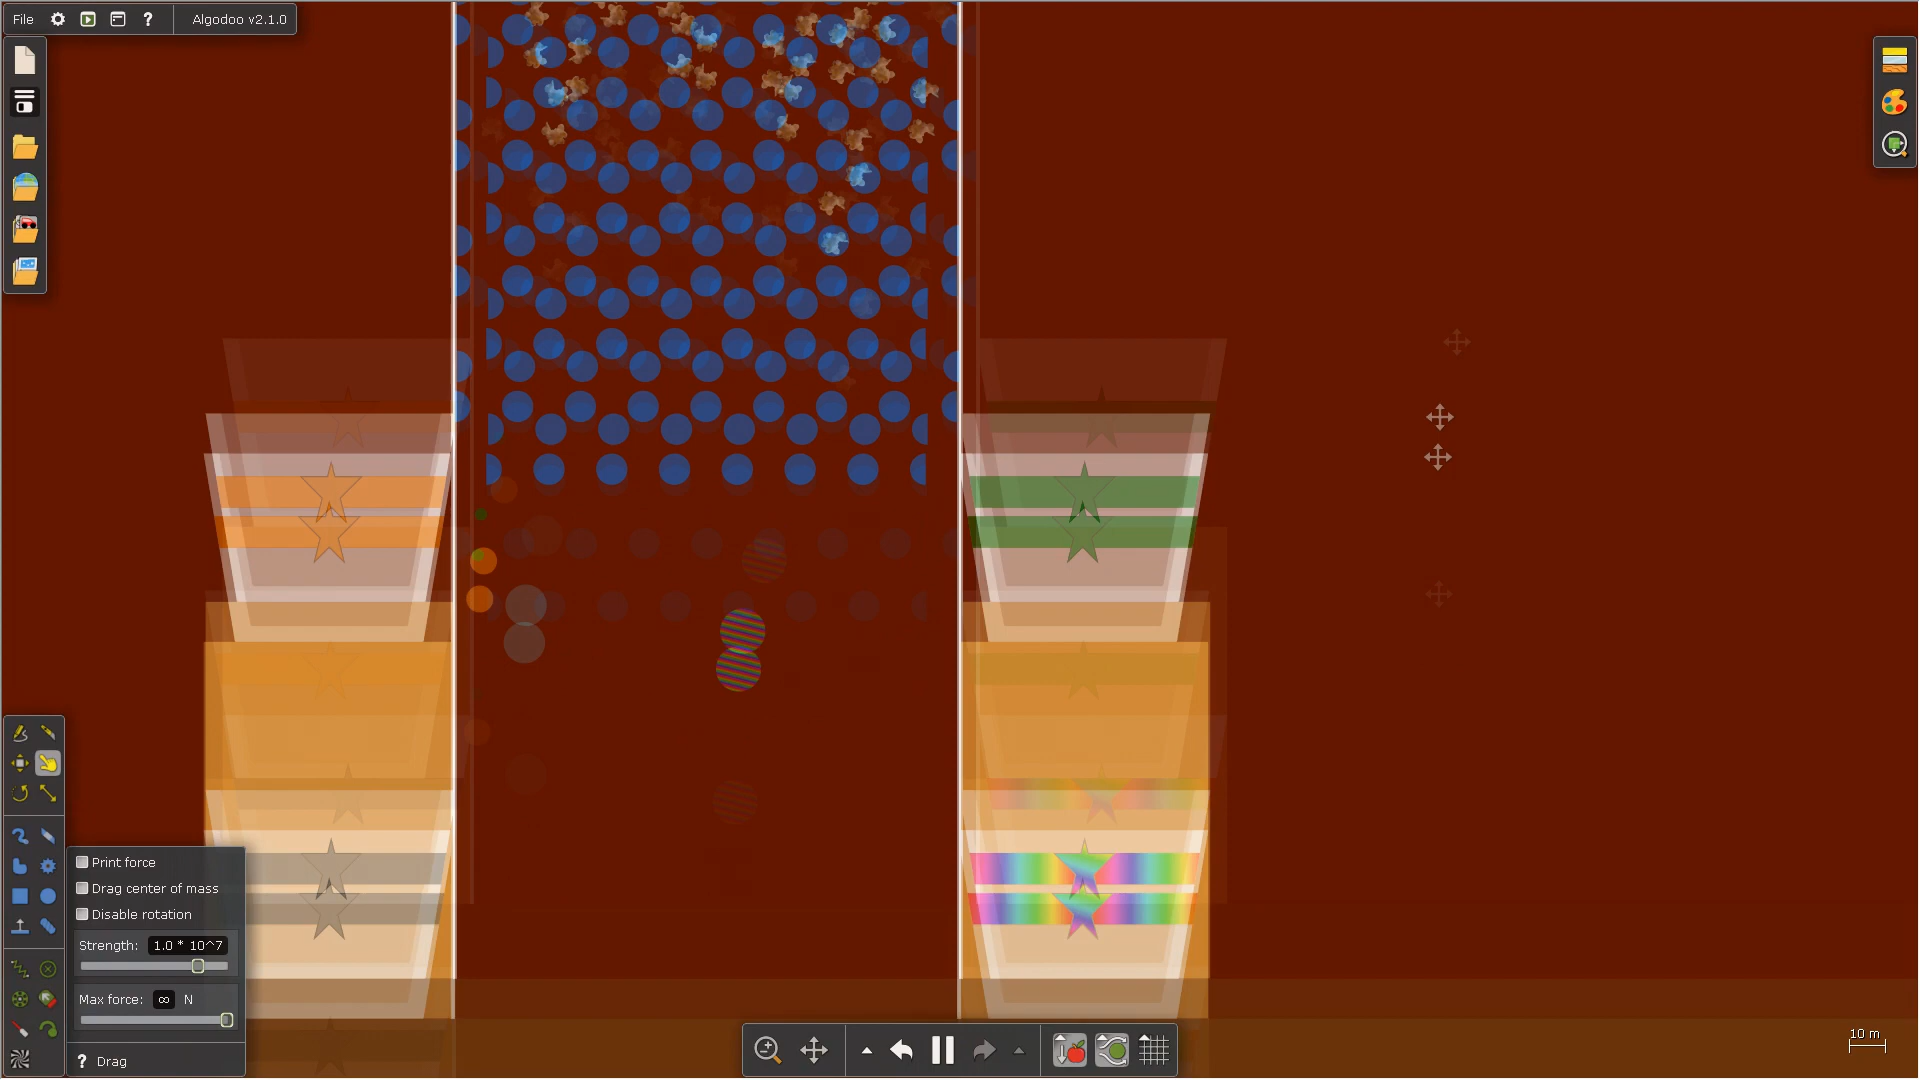 File ? Algodoo v2.1.0
Print force
Drag center of mass
Disable rotation
Strength: 1.0 * 10^7
Max force: ∞ N
? Drag
10 m